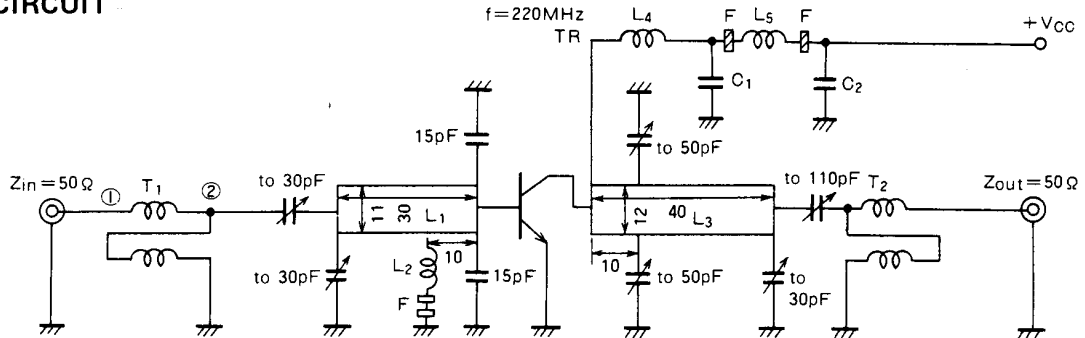 CIRCUIT
f=220MHz
TR
L4
F
L5
F
+VCC
C1
C2
15pF
to 50pF
Zin=50Ω
①
T1
②
to 30pF
11
30
L1
12
40
L3
to 110pF
T2
Zout=50Ω
10
L2
10
to 30pF
F
15pF
to 50pF
to
30pF